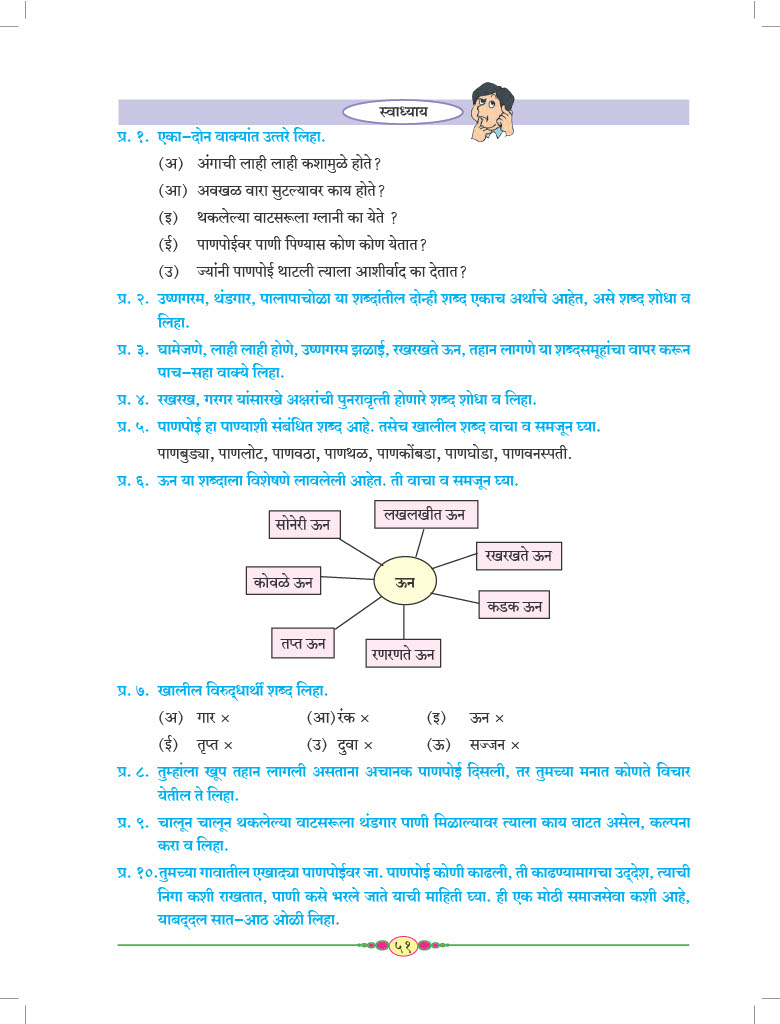 स्वाध्याय
प्र. १. एका–दोन वाक्यांत उत्तरे लिहा.
(अ) अंगाची लाही लाही कशामुळे होते?
(आ) अवखळ वारा सुटल्यावर काय होते?
(इ) थकलेल्या वाटसरूला ग्लानी का येते ?
(ई) पाणपोईवर पाणी पिण्यास कोण कोण येतात?
(उ) ज्यांनी पाणपोई थाटली त्याला आशीर्वाद का देतात?
प्र. २. उष्णगरम, थंडगार, पालापाचोळा या शब्दांतील दोन्ही शब्द एकाच अर्थाचे आहेत, असे शब्द शोधा व
लिहा.
प्र. ३. घामेजणे, लाही लाही होणे, उष्णगरम झळाई, रखरखते ऊन, तहान लागणे या शब्दसमूहांचा वापर करून
पाच–सहा वाक्ये लिहा.
प्र. ४. रखरख, गरगर यांसारखे अक्षरांची पुनरावृत्ती होणारे शब्द शोधा व लिहा.
प्र. ५. पाणपोई हा पाण्याशी संबंधित शब्द आहे. तसेच खालील शब्द वाचा व समजून घ्या.
पाणबुड्या, पाणलोट, पाणवठा, पाणथळ, पाणकोंबडा, पाणघोडा, पाणवनस्पती.
प्र. ६. ऊन या शब्दाला विशेषणे लावलेली आहेत. ती वाचा व समजून घ्या.
लखलखीत ऊन
सोनेरी ऊन
रखरखते ऊन
कोवळे ऊन
ऊन
कडक ऊन
तप्त ऊन
रणरणते ऊन
प्र. ७. खालील विरुद्धार्थी शब्द लिहा.
(अ) गार × (आ) रंक × (इ) ऊन ×
(ई) तृप्त × (उ) दुवा × (ऊ) सज्जन ×
प्र. ८. तुम्हांला खूप तहान लागली असताना अचानक पाणपोई दिसली, तर तुमच्या मनात कोणते विचार
येतील ते लिहा.
प्र. ९. चालून चालून थकलेल्या वाटसरूला थंडगार पाणी मिळाल्यावर त्याला काय वाटत असेल, कल्पना
करा व लिहा.
प्र. १०. तुमच्या गावातील एखाद्या पाणपोईवर जा. पाणपोई कोणी काढली, ती काढण्यामागचा उद्देश, त्याची
निगा कशी राखतात, पाणी कसे भरले जाते याची माहिती घ्या. ही एक मोठी समाजसेवा कशी आहे,
याबद्दल सात–आठ ओळी लिहा.
५१